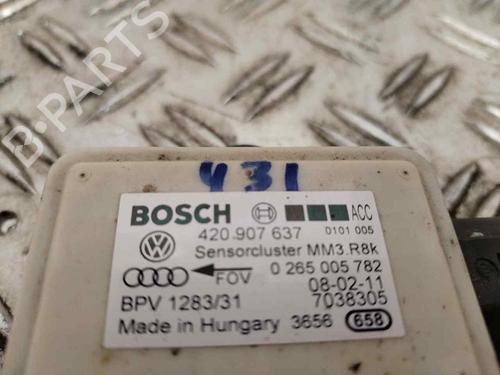 B-PARTS
431
BOSCH ACC
420 907 637 0101 005
Sensorcluster MM3.R8k
FOV 0 265 005 782
08-02-11
BPV 1283/31 7038305
Made in Hungary 3656 658